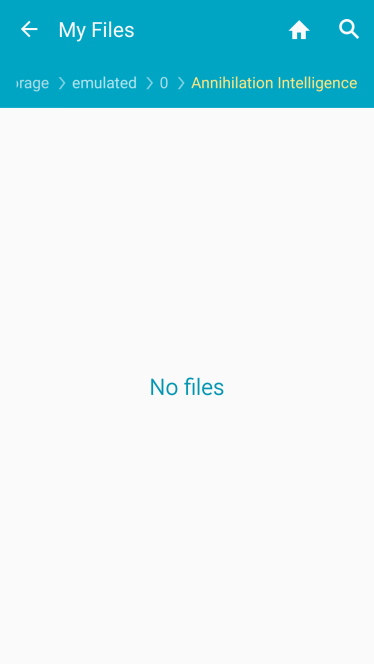 My Files
orage > emulated > 0 > Annihilation Intelligence
No files